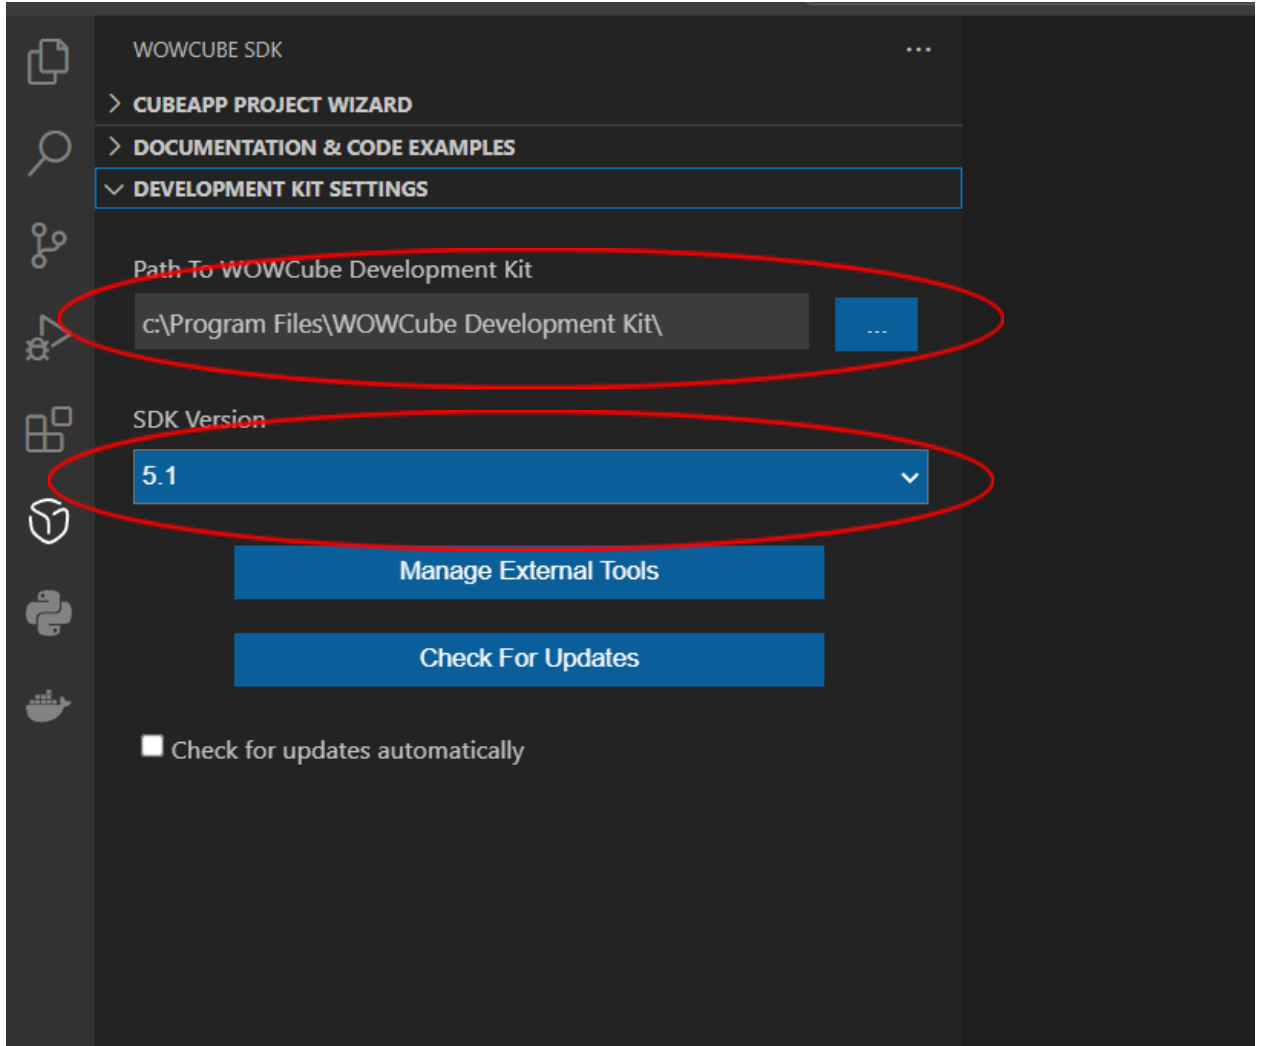 WOWCUBE SDK
CUBEAPP PROJECT WIZARD
DOCUMENTATION & CODE EXAMPLES
DEVELOPMENT KIT SETTINGS
Path To WOWCube Development Kit
c:\Program Files\WOWCube Development Kit\ ...
SDK Version
5.1
Manage External Tools
Check For Updates
Check for updates automatically